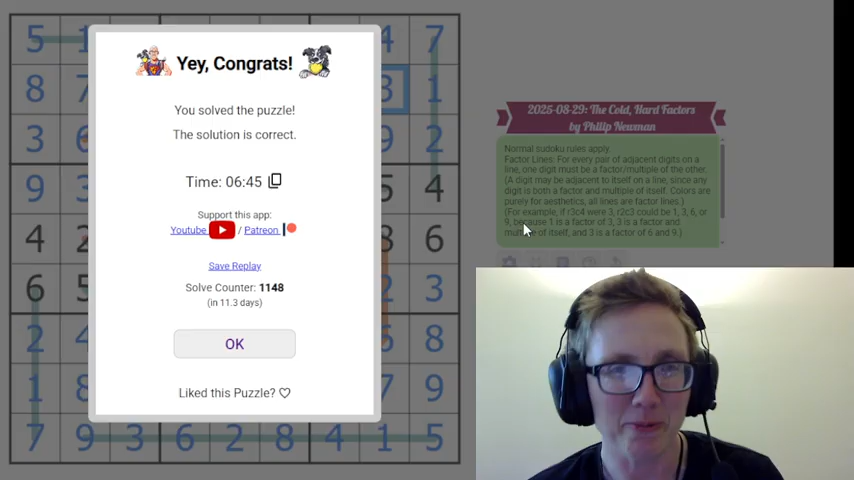 Yey, Congrats!
You solved the puzzle!
The solution is correct.
Time: 06:45
Support this app:
Youtube / Patreon
Save Replay
Solve Counter: 1148
(in 11.3 days)
OK
Liked this Puzzle? ♡
2025-08-29: The Cold, Hard Factors
by Philip Newman
Normal sudoku rules apply.
Factor Lines: For every pair of adjacent digits on a
line, one digit must be a factor/multiple of the other.
(A digit may be adjacent to itself on a line, since any
digit is both a factor and multiple of itself. Colors are
purely for aesthetics, all lines are factor lines.)
(For example, if r3c4 were 3, r2c3 could be 1, 3, 6, or
9, because 1 is a factor of 3, 3 is a factor and
multiple of itself, and 3 is a factor of 6 and 9.)
5 4 7
8 7 3 1
3 6 9 2
9 3 5 4
4 2 8 6
6 5 2 3
2 4 6 8
1 8 7 9
7 9 3 6 2 8 4 1 5